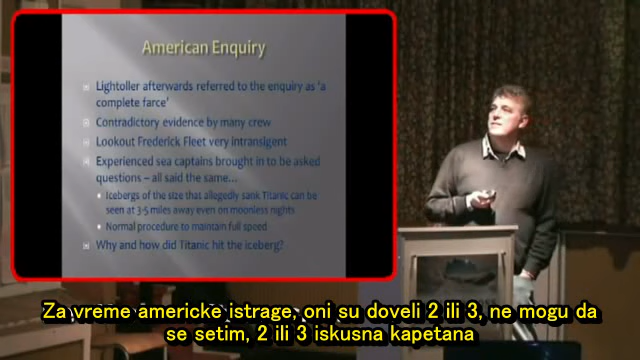 American Enquiry
Lightoller afterwards referred to the enquiry as 'a
complete farce'
Contradictory evidence by many crew
Lookout Frederick Fleet very intransigent
Experienced sea captains brought in to be asked
questions – all said the same…
Icebergs of the size that allegedly sank Titanic can be
seen at 3-5 miles away even on moonless nights
Normal procedure to maintain full speed
Why and how did Titanic hit the iceberg?
Za vreme americke istrage, oni su doveli 2 ili 3, ne mogu da
se setim, 2 ili 3 iskusna kapetana